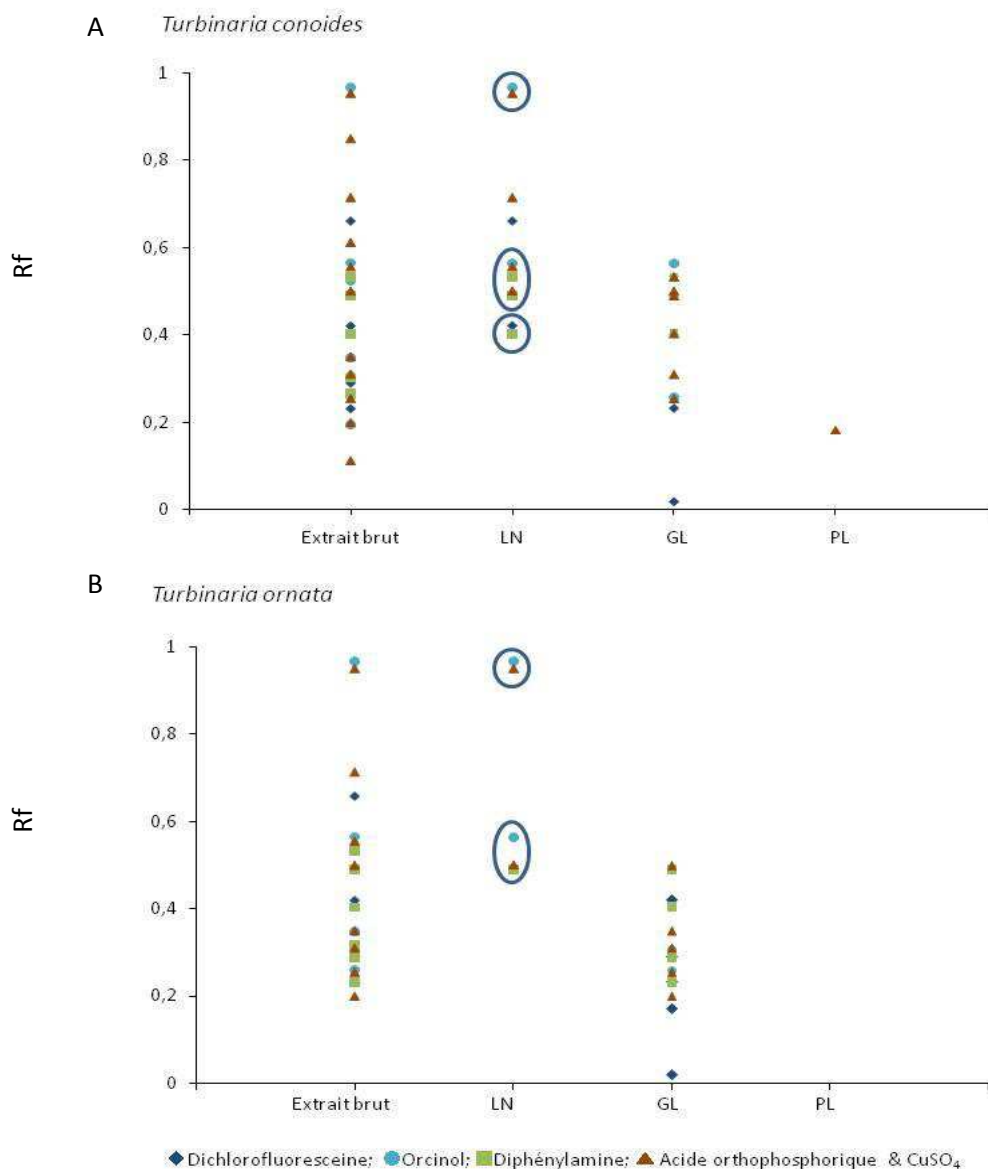 A Turbinaria conoides
1
0,8
0,6
Rf
0,4
0,2
0
Extrait brut LN GL PL
B Turbinaria ornata
1
0,8
0,6
Rf
0,4
0,2
0
Extrait brut LN GL PL
Dichlorofluoresceine; Orcinol; Diphénylamine; Acide orthophosphorique & CuSO₄